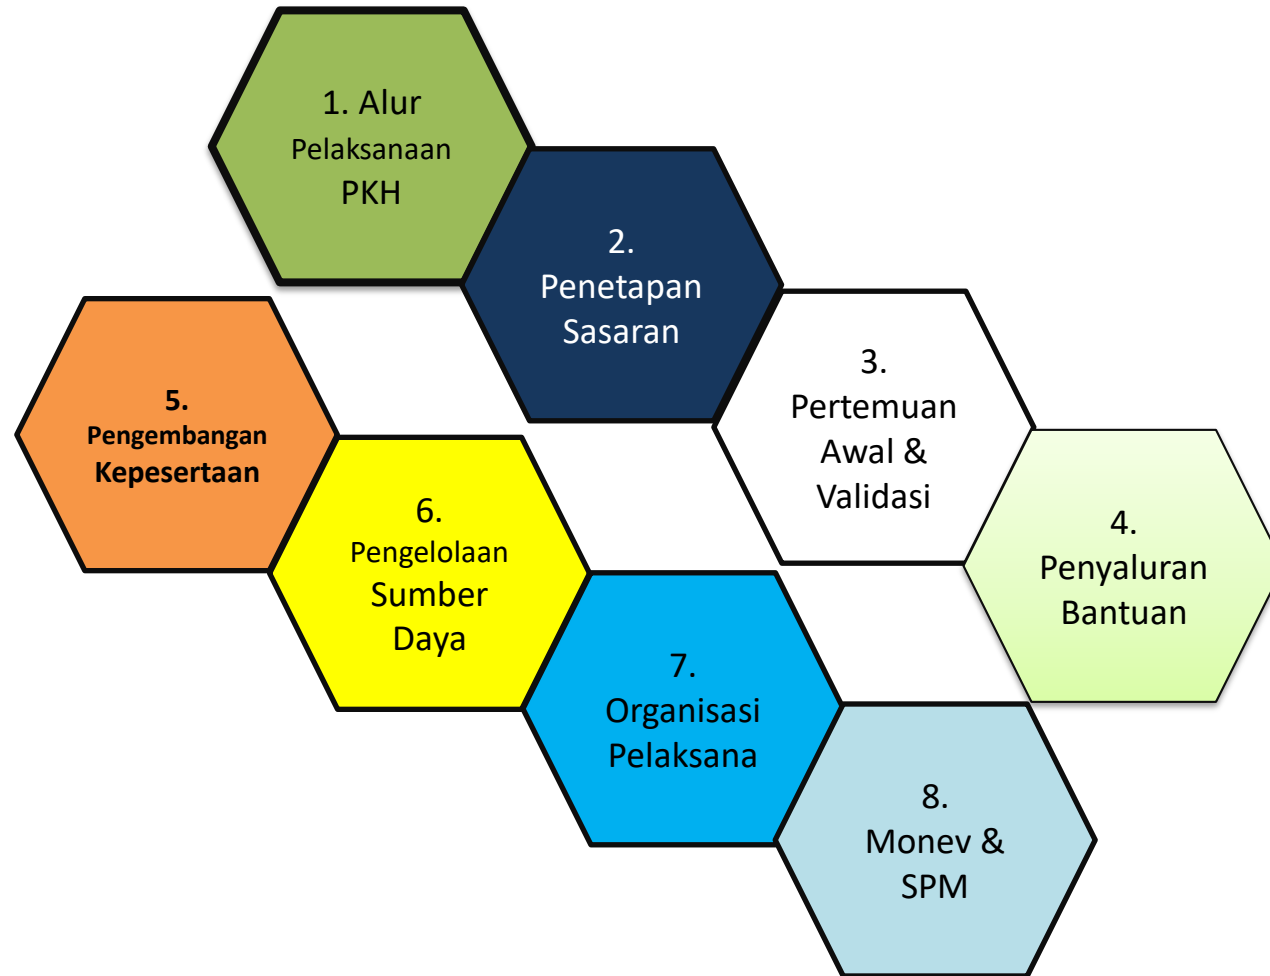 1. Alur
Pelaksanaan
PKH
2.
Penetapan
Sasaran
3.
Pertemuan
Awal &
Validasi
4.
Penyaluran
Bantuan
5.
Pengembangan
Kepesertaan
6.
Pengelolaan
Sumber
Daya
7.
Organisasi
Pelaksana
8.
Monev &
SPM